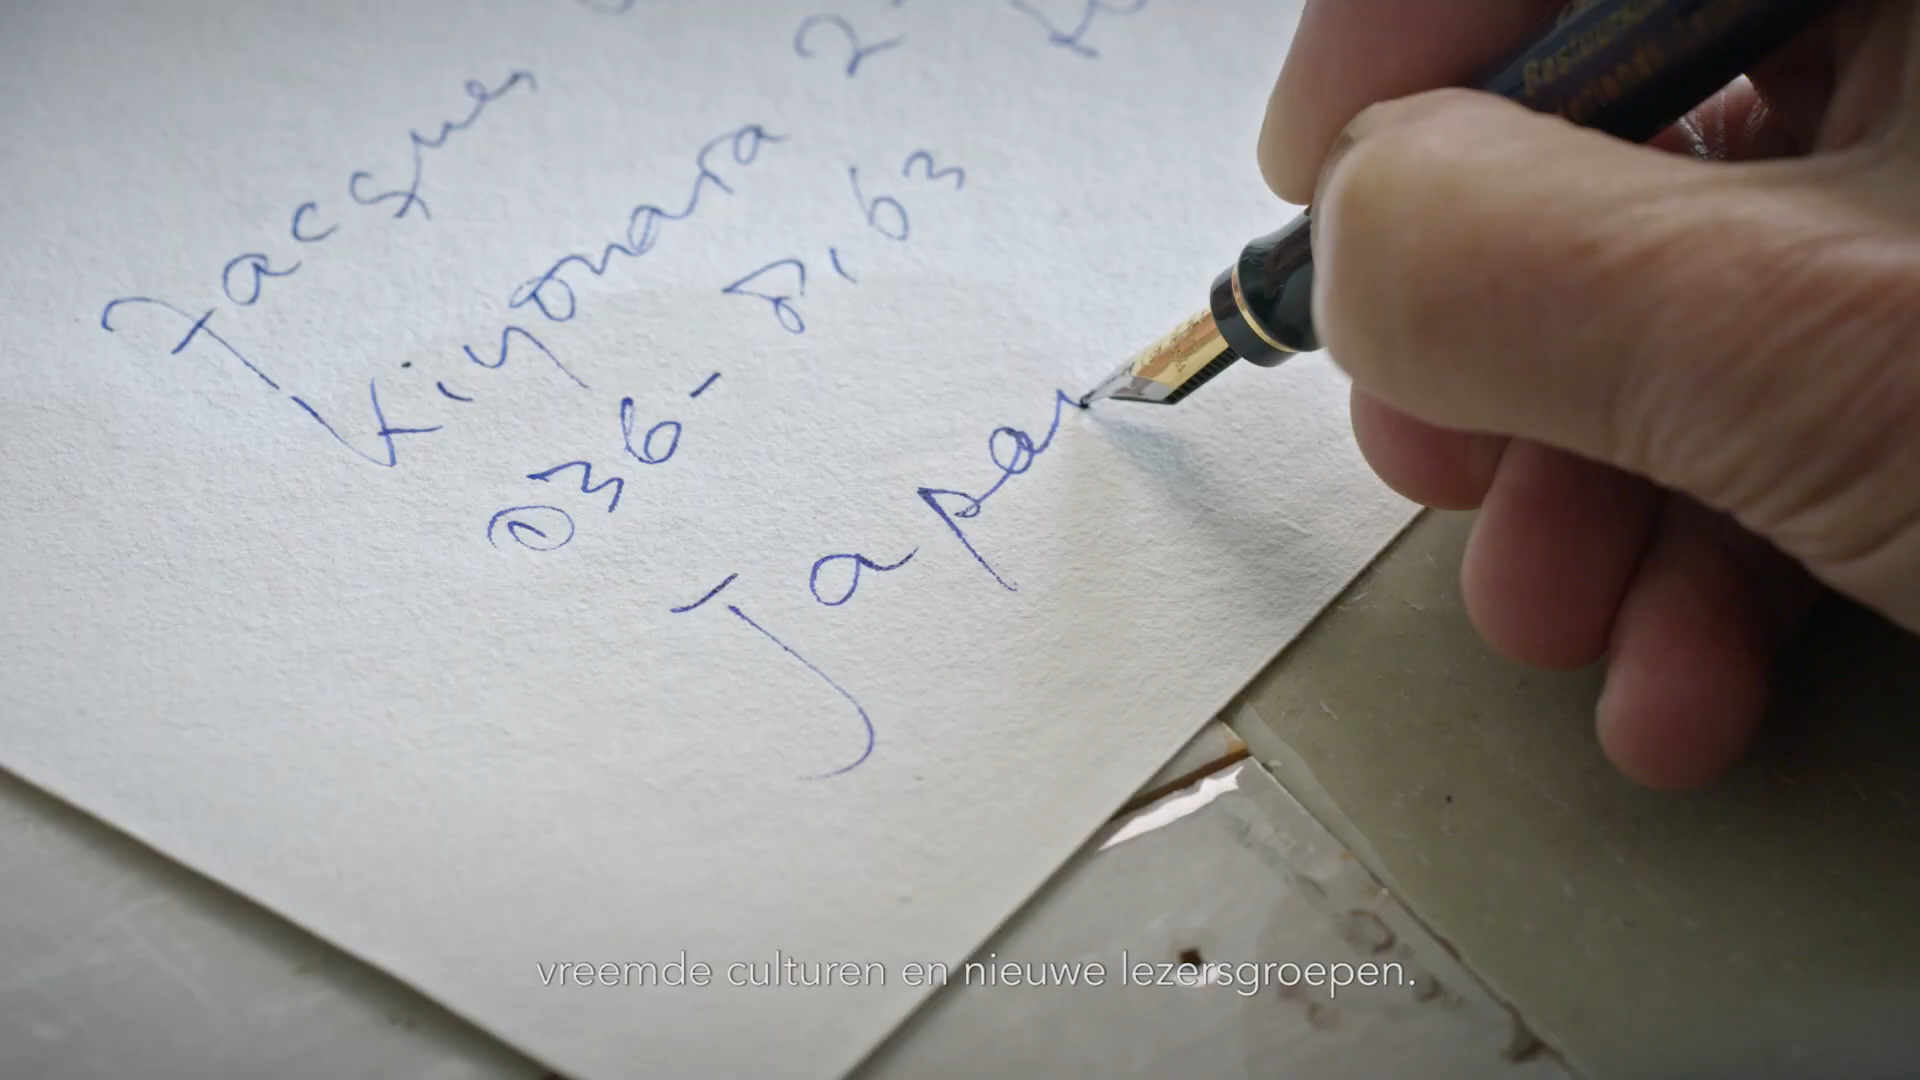 Jacques
Kiyohara 2
036-8163
Japan
vreemde culturen en nieuwe lezersgroepen.